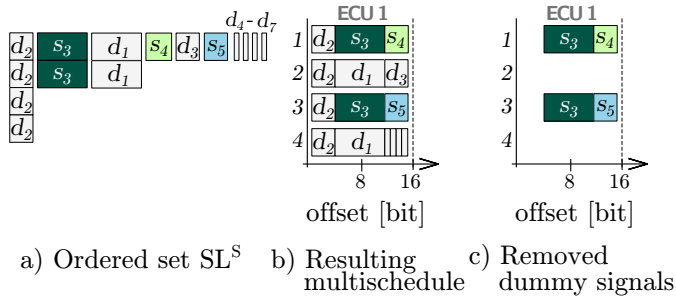 d₄-d₇
d₂ s₃ d₁ s₄ d₃ s₅
d₂ s₃ d₁
d₂
d₂
a) Ordered set SLˢ
ECU 1
1 d₂ s₃ s₄
2 d₂ d₁ d₃
3 d₂ s₃ s₅
4 d₂ d₁
8 16
offset [bit]
b) Resulting
multischedule
ECU 1
1 s₃ s₄
2
3 s₃ s₅
4
8 16
offset [bit]
c) Removed
dummy signals